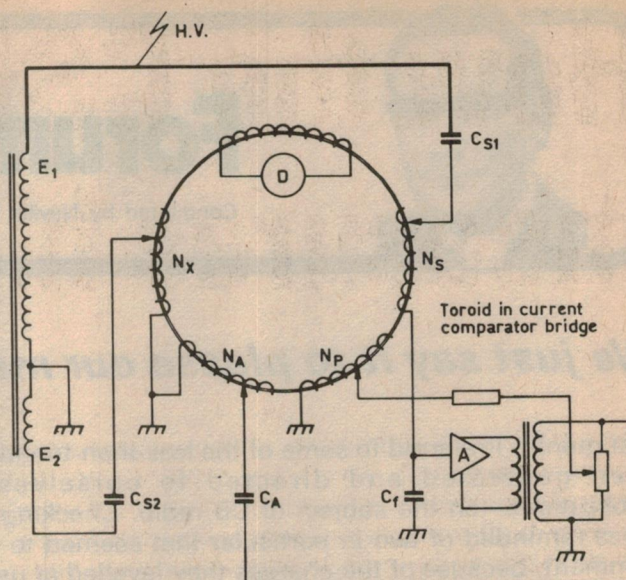 H.V.
E1
CS1
D
NX
NS
Toroid in current
comparator bridge
NA
NP
E2
CS2
CA
Cf
A